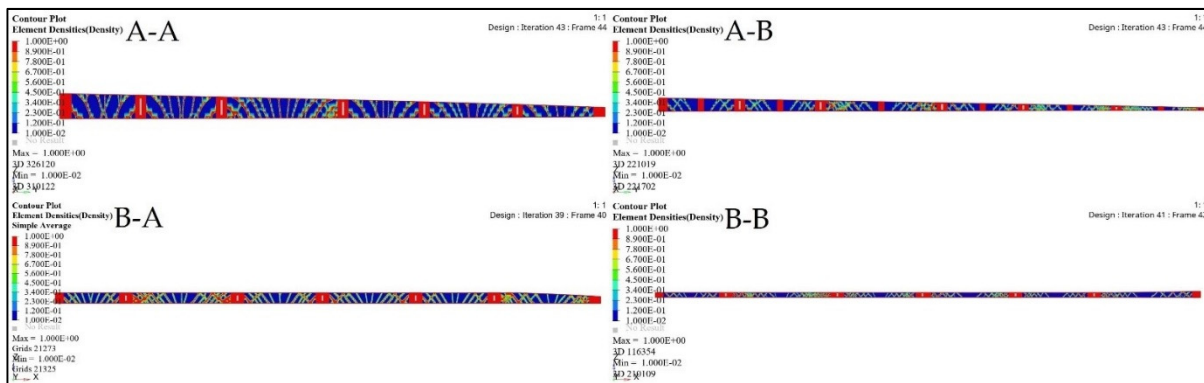 Contour Plot
Element Densities(Density)
A-A
1: 1
Design : Iteration 43 : Frame 44
1.000E+00
8.900E-01
7.800E-01
6.700E-01
5.600E-01
4.500E-01
3.400E-01
2.300E-01
1.200E-01
1.000E-02
No Result
Max = 1.000E+00
3D 326120
Min = 1.000E-02
3D 310122
X Y
Contour Plot
Element Densities(Density)
A-B
1: 1
Design : Iteration 43 : Frame 44
1.000E+00
8.900E-01
7.800E-01
6.700E-01
5.600E-01
4.500E-01
3.400E-01
2.300E-01
1.200E-01
1.000E-02
No Result
Max = 1.000E+00
3D 221019
Min = 1.000E-02
3D 221702
X Y
Contour Plot
Element Densities(Density)
Simple Average
B-A
1: 1
Design : Iteration 39 : Frame 40
1.000E+00
8.900E-01
7.800E-01
6.700E-01
5.600E-01
4.500E-01
3.400E-01
2.300E-01
1.200E-01
1.000E-02
No Result
Max = 1.000E+00
Grids 21273
Min = 1.000E-02
Grids 21325
Y X
Contour Plot
Element Densities(Density)
B-B
1: 1
Design : Iteration 41 : Frame 42
1.000E+00
8.900E-01
7.800E-01
6.700E-01
5.600E-01
4.500E-01
3.400E-01
2.300E-01
1.200E-01
1.000E-02
No Result
Max = 1.000E+00
3D 116354
Min = 1.000E-02
3D 210109
Y X